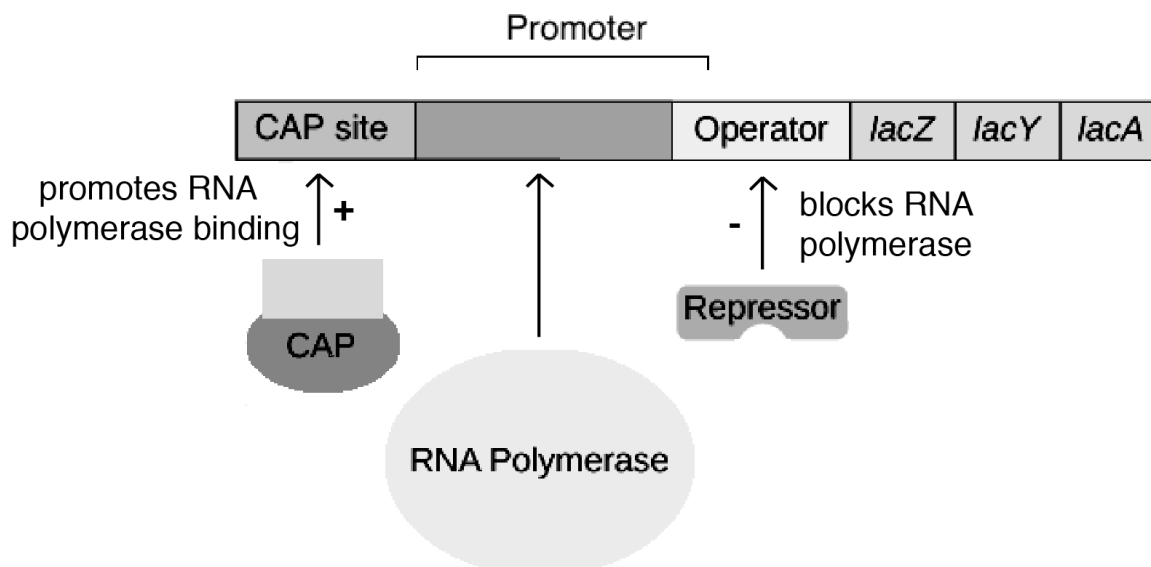 Promoter
CAP site
Operator
lacZ
lacY
lacA
promotes RNA
polymerase binding
+
-
blocks RNA
polymerase
CAP
Repressor
RNA Polymerase